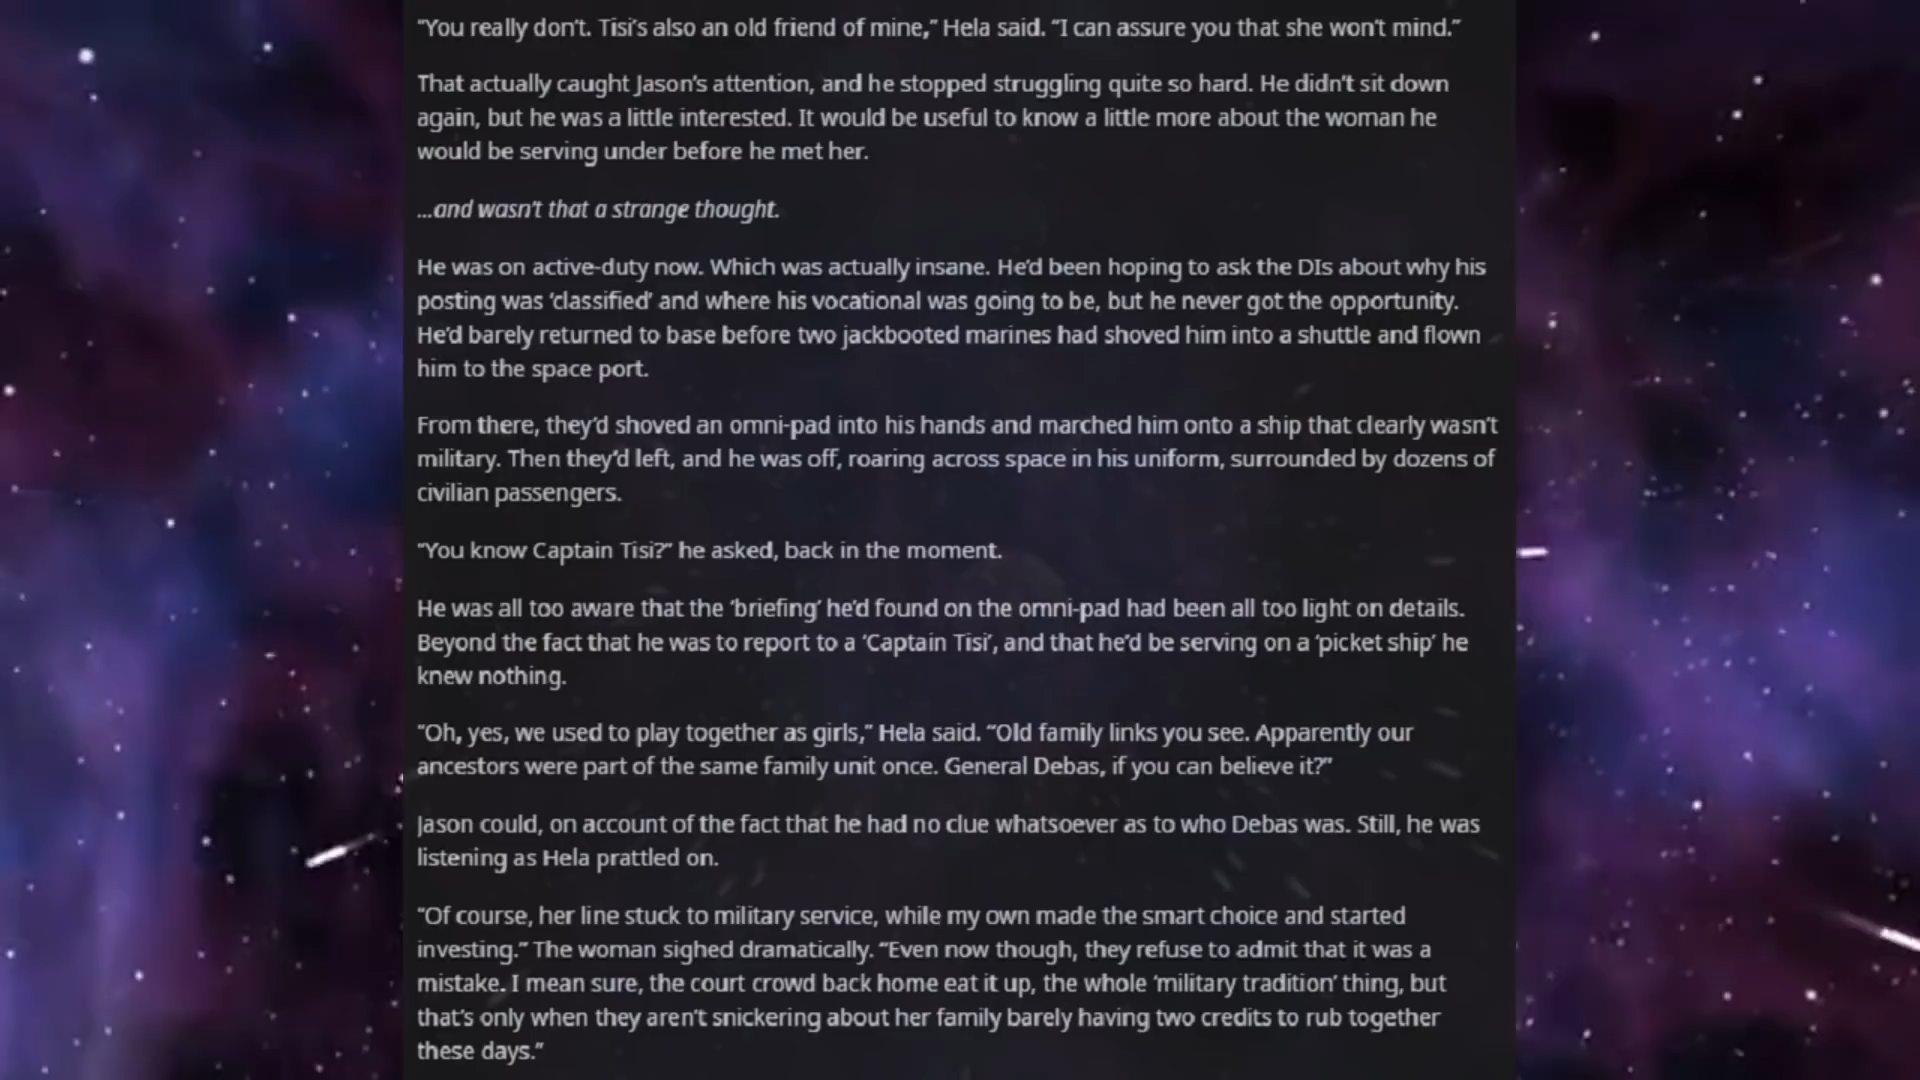 “You really don’t. Tisi’s also an old friend of mine,” Hela said. “I can assure you that she won’t mind.”
That actually caught Jason’s attention, and he stopped struggling quite so hard. He didn’t sit down
again, but he was a little interested. It would be useful to know a little more about the woman he
would be serving under before he met her.
...and wasn’t that a strange thought.
He was on active-duty now. Which was actually insane. He’d been hoping to ask the DIs about why his
posting was ‘classified’ and where his vocational was going to be, but he never got the opportunity.
He’d barely returned to base before two jackbooted marines had shoved him into a shuttle and flown
him to the space port.
From there, they’d shoved an omni-pad into his hands and marched him onto a ship that clearly wasn’t
military. Then they’d left, and he was off, roaring across space in his uniform, surrounded by dozens of
civilian passengers.
“You know Captain Tisi?” he asked, back in the moment.
He was all too aware that the ‘briefing’ he’d found on the omni-pad had been all too light on details.
Beyond the fact that he was to report to a ‘Captain Tisi’, and that he’d be serving on a ‘picket ship’ he
knew nothing.
“Oh, yes, we used to play together as girls,” Hela said. “Old family links you see. Apparently our
ancestors were part of the same family unit once. General Debas, if you can believe it?”
Jason could, on account of the fact that he had no clue whatsoever as to who Debas was. Still, he was
listening as Hela prattled on.
“Of course, her line stuck to military service, while my own made the smart choice and started
investing.” The woman sighed dramatically. “Even now though, they refuse to admit that it was a
mistake. I mean sure, the court crowd back home eat it up, the whole ‘military tradition’ thing, but
that’s only when they aren’t snickering about her family barely having two credits to rub together
these days.”